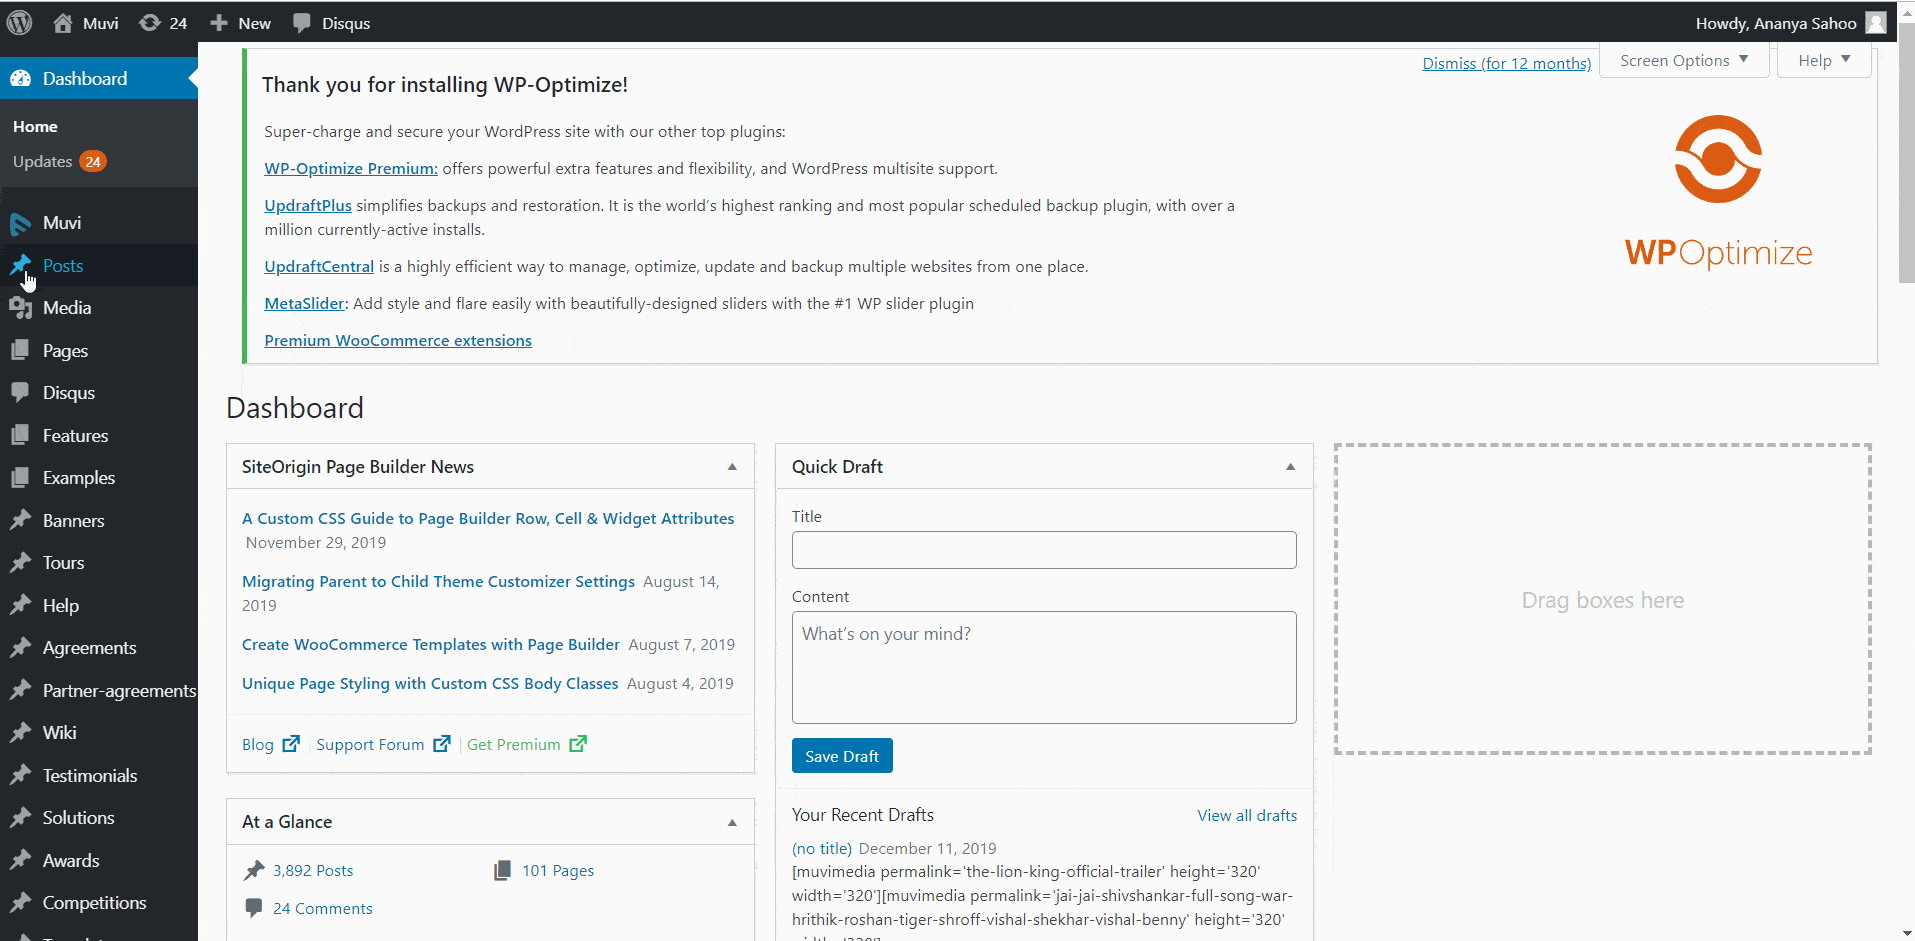 Muvi 24 New Disqus Howdy, Ananya Sahoo
Dashboard
Home
Updates 24
Muvi
Posts
Media
Pages
Disqus
Features
Examples
Banners
Tours
Help
Agreements
Partner-agreements
Wiki
Testimonials
Solutions
Awards
Competitions
Dismiss (for 12 months) Screen Options Help
Thank you for installing WP-Optimize!
Super-charge and secure your WordPress site with our other top plugins:
WP-Optimize Premium: offers powerful extra features and flexibility, and WordPress multisite support.
UpdraftPlus simplifies backups and restoration. It is the world’s highest ranking and most popular scheduled backup plugin, with over a
million currently-active installs.
UpdraftCentral is a highly efficient way to manage, optimize, update and backup multiple websites from one place.
MetaSlider: Add style and flare easily with beautifully-designed sliders with the #1 WP slider plugin
Premium WooCommerce extensions
WPOptimize
Dashboard
SiteOrigin Page Builder News
A Custom CSS Guide to Page Builder Row, Cell & Widget Attributes
November 29, 2019
Migrating Parent to Child Theme Customizer Settings August 14,
2019
Create WooCommerce Templates with Page Builder August 7, 2019
Unique Page Styling with Custom CSS Body Classes August 4, 2019
Blog | Support Forum | Get Premium
At a Glance
3,892 Posts 101 Pages
24 Comments
Quick Draft
Title
Content
What’s on your mind?
Save Draft
Your Recent Drafts View all drafts
(no title) December 11, 2019
[muvimedia permalink='the-lion-king-official-trailer' height='320'
width='320'][muvimedia permalink='jai-jai-shivshankar-full-song-war-
hrithik-roshan-tiger-shroff-vishal-shekhar-vishal-benny' height='320'
Drag boxes here